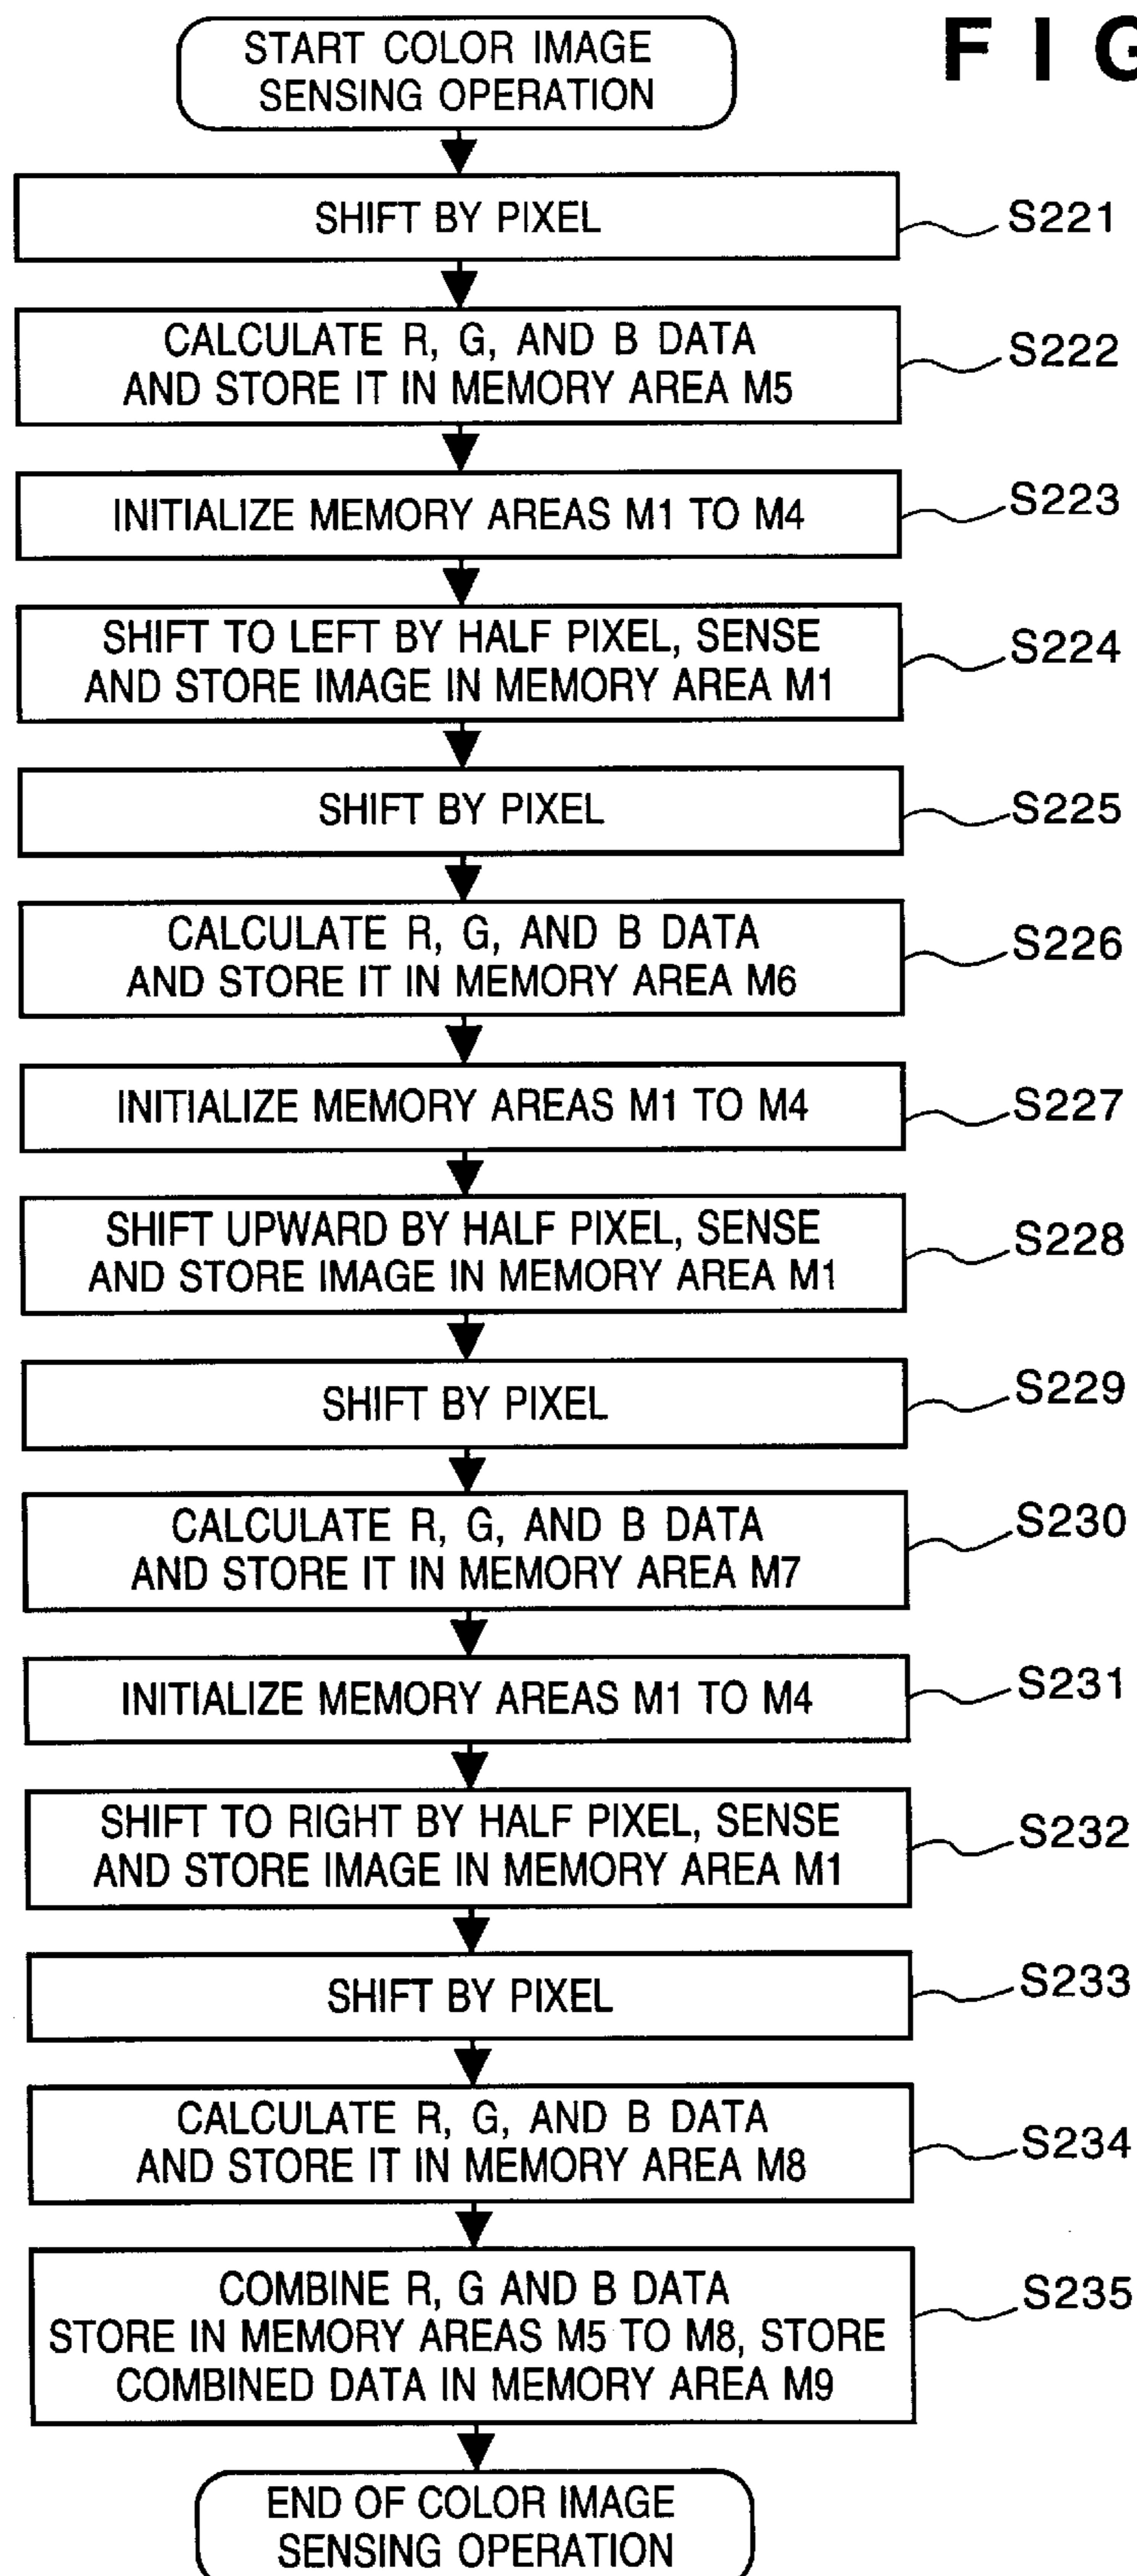 FIG
START COLOR IMAGE
SENSING OPERATION
SHIFT BY PIXEL
S221
CALCULATE R, G, AND B DATA
AND STORE IT IN MEMORY AREA M5
S222
INITIALIZE MEMORY AREAS M1 TO M4
S223
SHIFT TO LEFT BY HALF PIXEL, SENSE
AND STORE IMAGE IN MEMORY AREA M1
S224
SHIFT BY PIXEL
S225
CALCULATE R, G, AND B DATA
AND STORE IT IN MEMORY AREA M6
S226
INITIALIZE MEMORY AREAS M1 TO M4
S227
SHIFT UPWARD BY HALF PIXEL, SENSE
AND STORE IMAGE IN MEMORY AREA M1
S228
SHIFT BY PIXEL
S229
CALCULATE R, G, AND B DATA
AND STORE IT IN MEMORY AREA M7
S230
INITIALIZE MEMORY AREAS M1 TO M4
S231
SHIFT TO RIGHT BY HALF PIXEL, SENSE
AND STORE IMAGE IN MEMORY AREA M1
S232
SHIFT BY PIXEL
S233
CALCULATE R, G, AND B DATA
AND STORE IT IN MEMORY AREA M8
S234
COMBINE R, G AND B DATA
STORE IN MEMORY AREAS M5 TO M8, STORE
COMBINED DATA IN MEMORY AREA M9
S235
END OF COLOR IMAGE
SENSING OPERATION